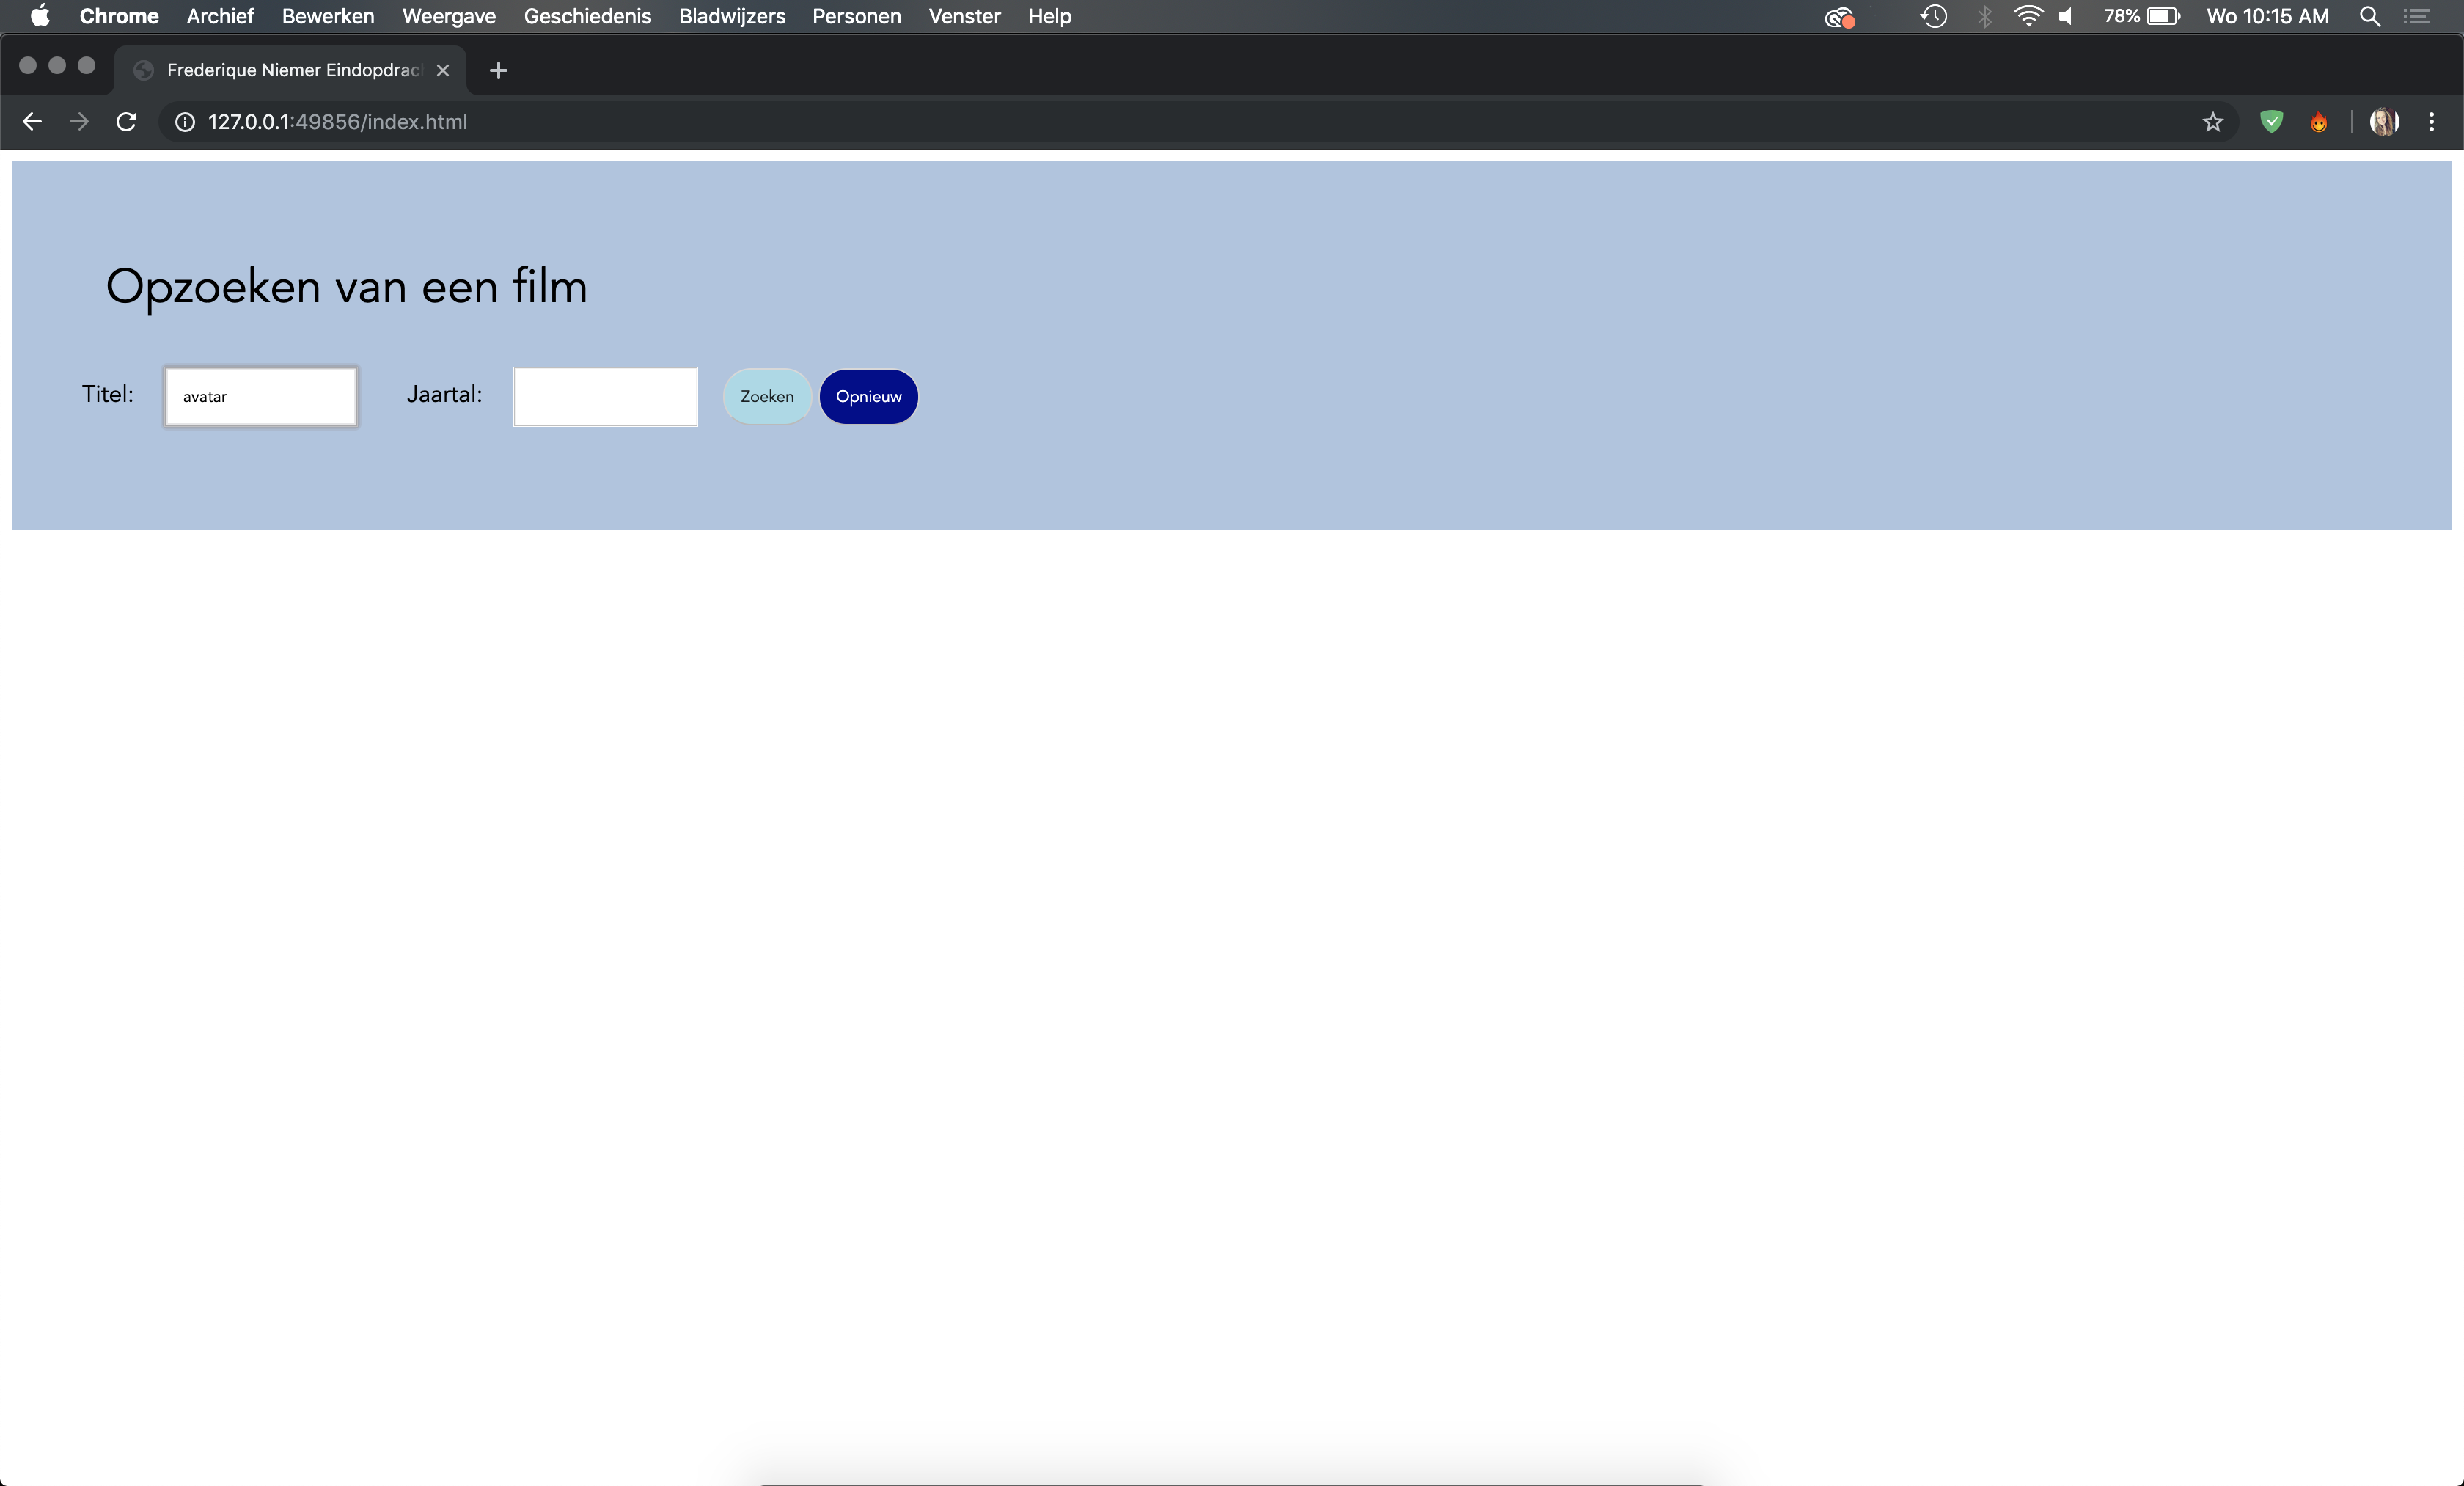 Chrome Archief Bewerken Weergave Geschiedenis Bladwijzers Personen Venster Help 78% Wo 10:15 AM
Frederique Niemer Eindopdrac
127.0.0.1:49856/index.html
Opzoeken van een film
Titel: avatar Jaartal: Zoeken Opnieuw